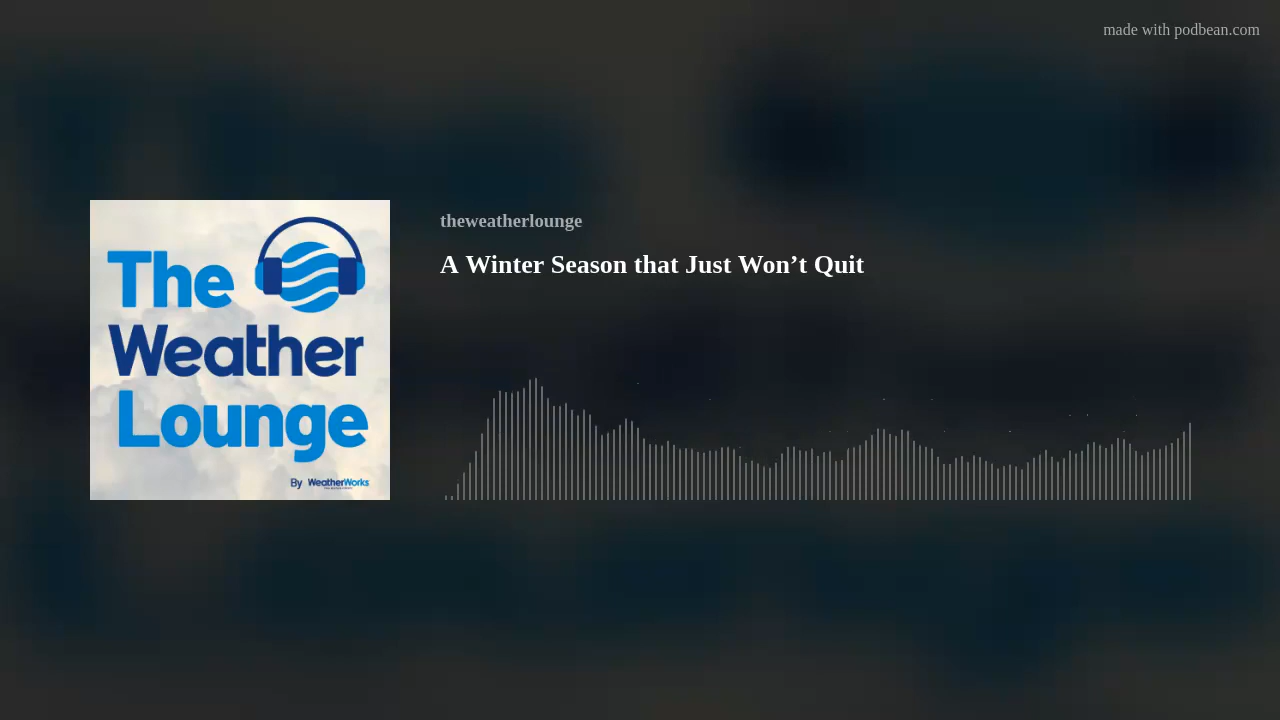 made with podbean.com
The
Weather
Lounge
By WeatherWorks
theweatherlounge
A Winter Season that Just Won’t Quit